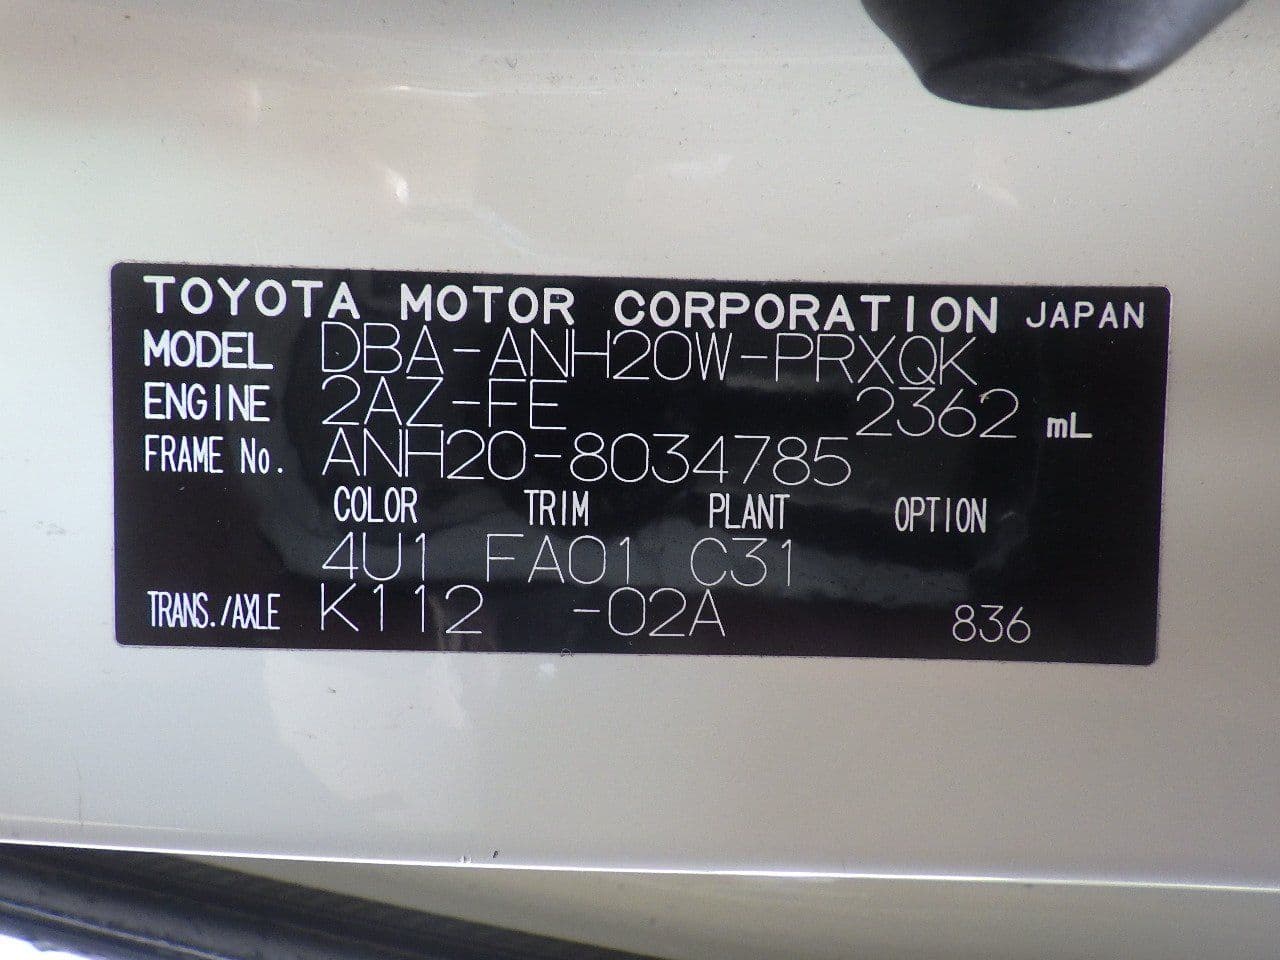 TOYOTA MOTOR CORPORATION JAPAN
MODEL DBA-ANH20W-PRXQK
ENGINE 2AZ-FE 2362 mL
FRAME No. ANH20-8034785
COLOR TRIM PLANT OPTION
4U1 FA01 C31
TRANS./AXLE K112 -02A 836